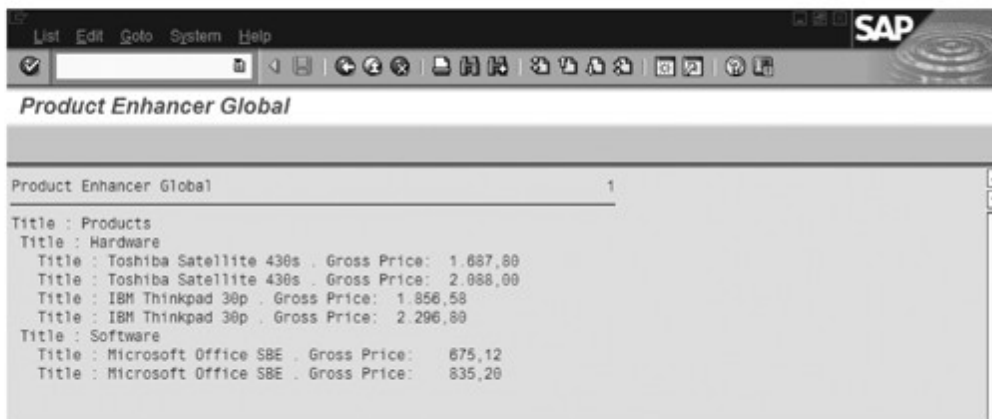 SAP
List Edit Goto System Help
Product Enhancer Global
Product Enhancer Global 1
Title : Products
Title : Hardware
Title : Toshiba Satellite 430s . Gross Price: 1.687,80
Title : Toshiba Satellite 430s . Gross Price: 2.088,00
Title : IBM Thinkpad 30p . Gross Price: 1.856,58
Title : IBM Thinkpad 30p . Gross Price: 2.296,80
Title : Software
Title : Microsoft Office SBE . Gross Price: 675,12
Title : Microsoft Office SBE . Gross Price: 835,20